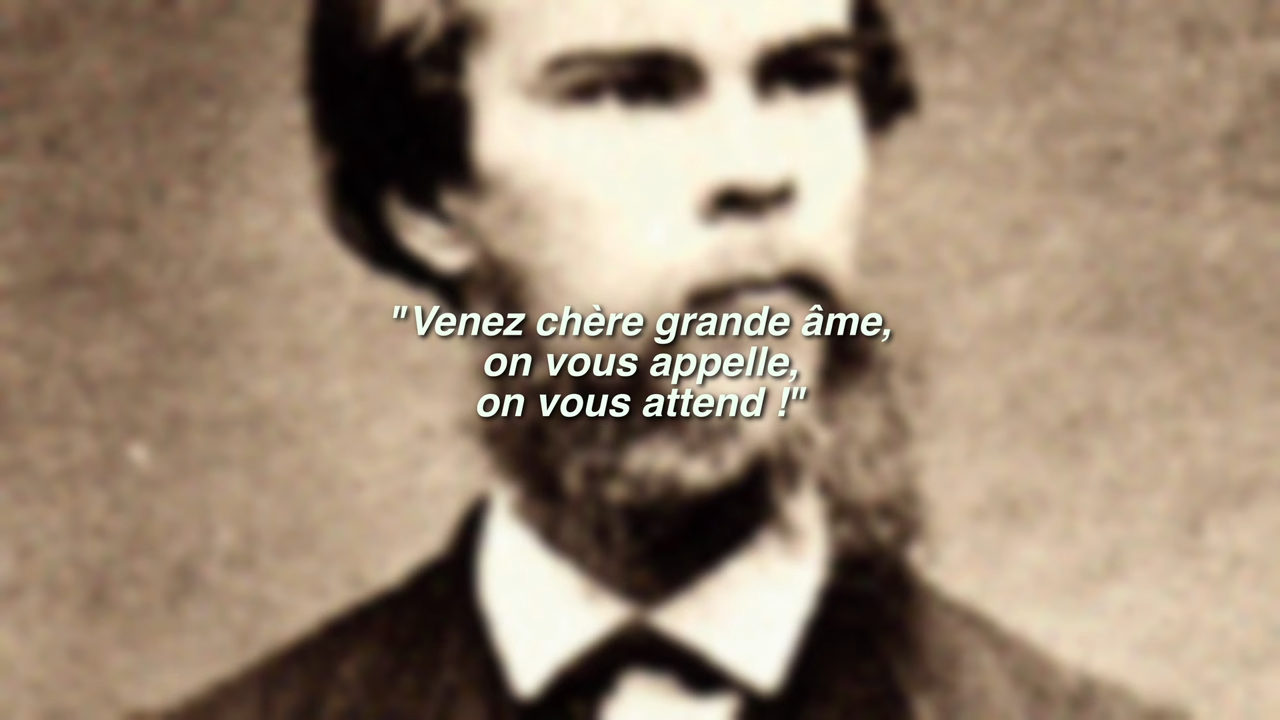 "Venez chère grande âme,
on vous appelle,
on vous attend !"